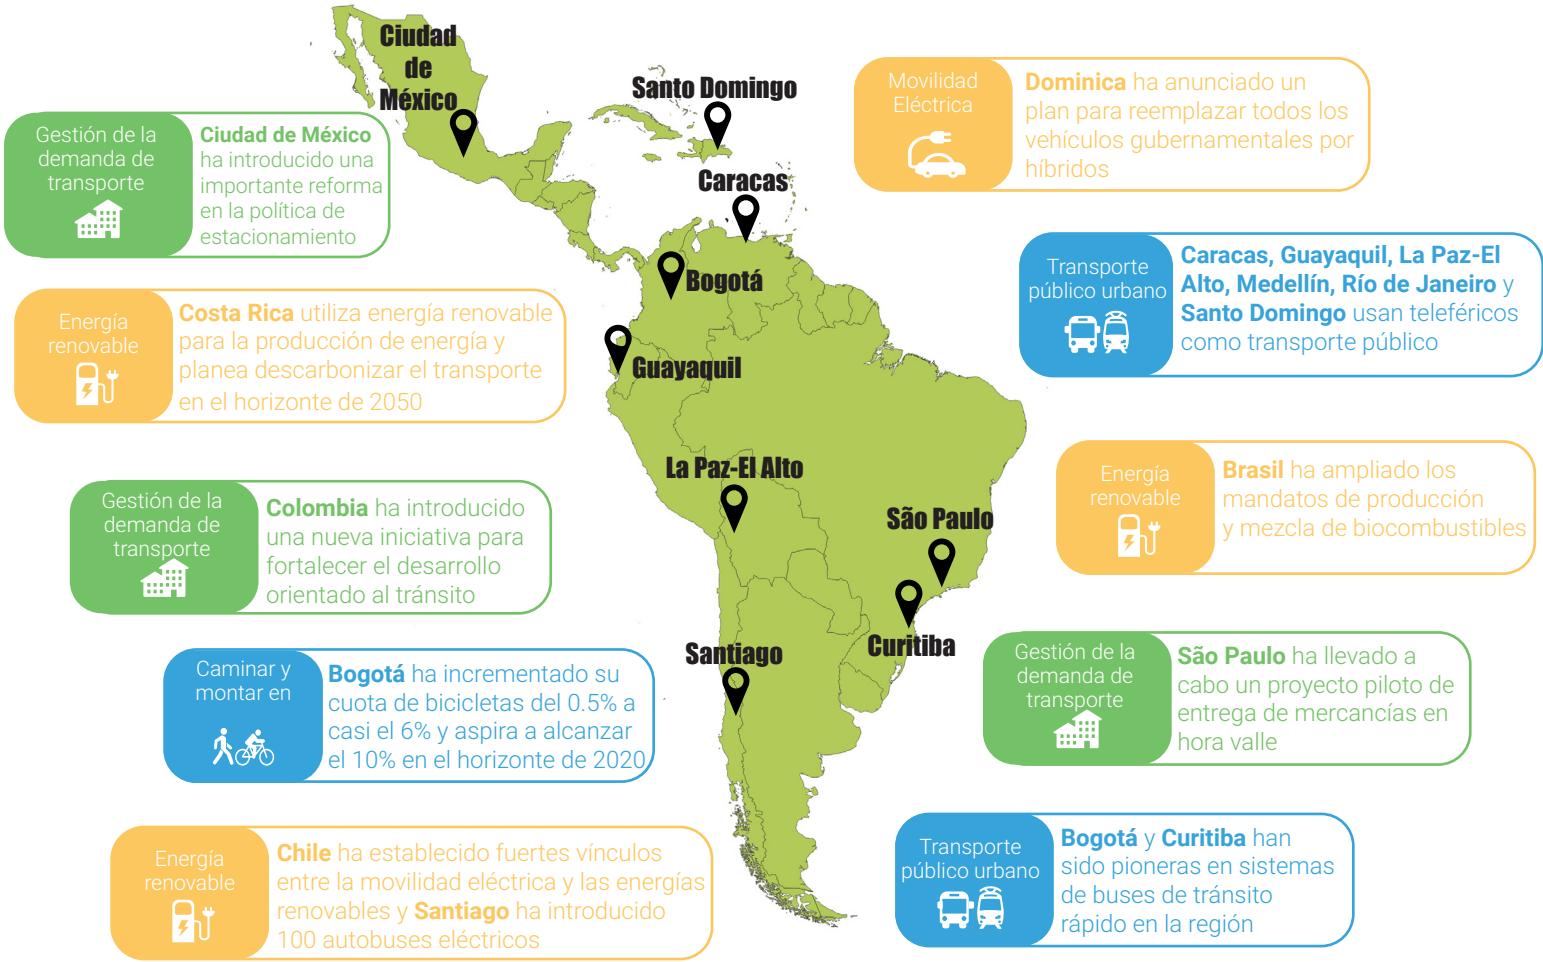 Ciudad
de
México
Santo Domingo
Caracas
Bogotá
Guayaquil
La Paz-El Alto
São Paulo
Curitiba
Santiago
Gestión de la
demanda de
transporte
Ciudad de México
ha introducido una
importante reforma
en la política de
estacionamiento
Energía
renovable
Costa Rica utiliza energía renovable
para la producción de energía y
planea descarbonizar el transporte
en el horizonte de 2050
Gestión de la
demanda de
transporte
Colombia ha introducido
una nueva iniciativa para
fortalecer el desarrollo
orientado al tránsito
Caminar y
montar en
Bogotá ha incrementado su
cuota de bicicletas del 0.5% a
casi el 6% y aspira a alcanzar
el 10% en el horizonte de 2020
Energía
renovable
Chile ha establecido fuertes vínculos
entre la movilidad eléctrica y las energías
renovables y Santiago ha introducido
100 autobuses eléctricos
Movilidad
Eléctrica
Dominica ha anunciado un
plan para reemplazar todos los
vehículos gubernamentales por
híbridos
Transporte
público urbano
Caracas, Guayaquil, La Paz-El
Alto, Medellín, Río de Janeiro y
Santo Domingo usan teleféricos
como transporte público
Energía
renovable
Brasil ha ampliado los
mandatos de producción
y mezcla de biocombustibles
Gestión de la
demanda de
transporte
São Paulo ha llevado a
cabo un proyecto piloto de
entrega de mercancías en
hora valle
Transporte
público urbano
Bogotá y Curitiba han
sido pioneras en sistemas
de buses de tránsito
rápido en la región